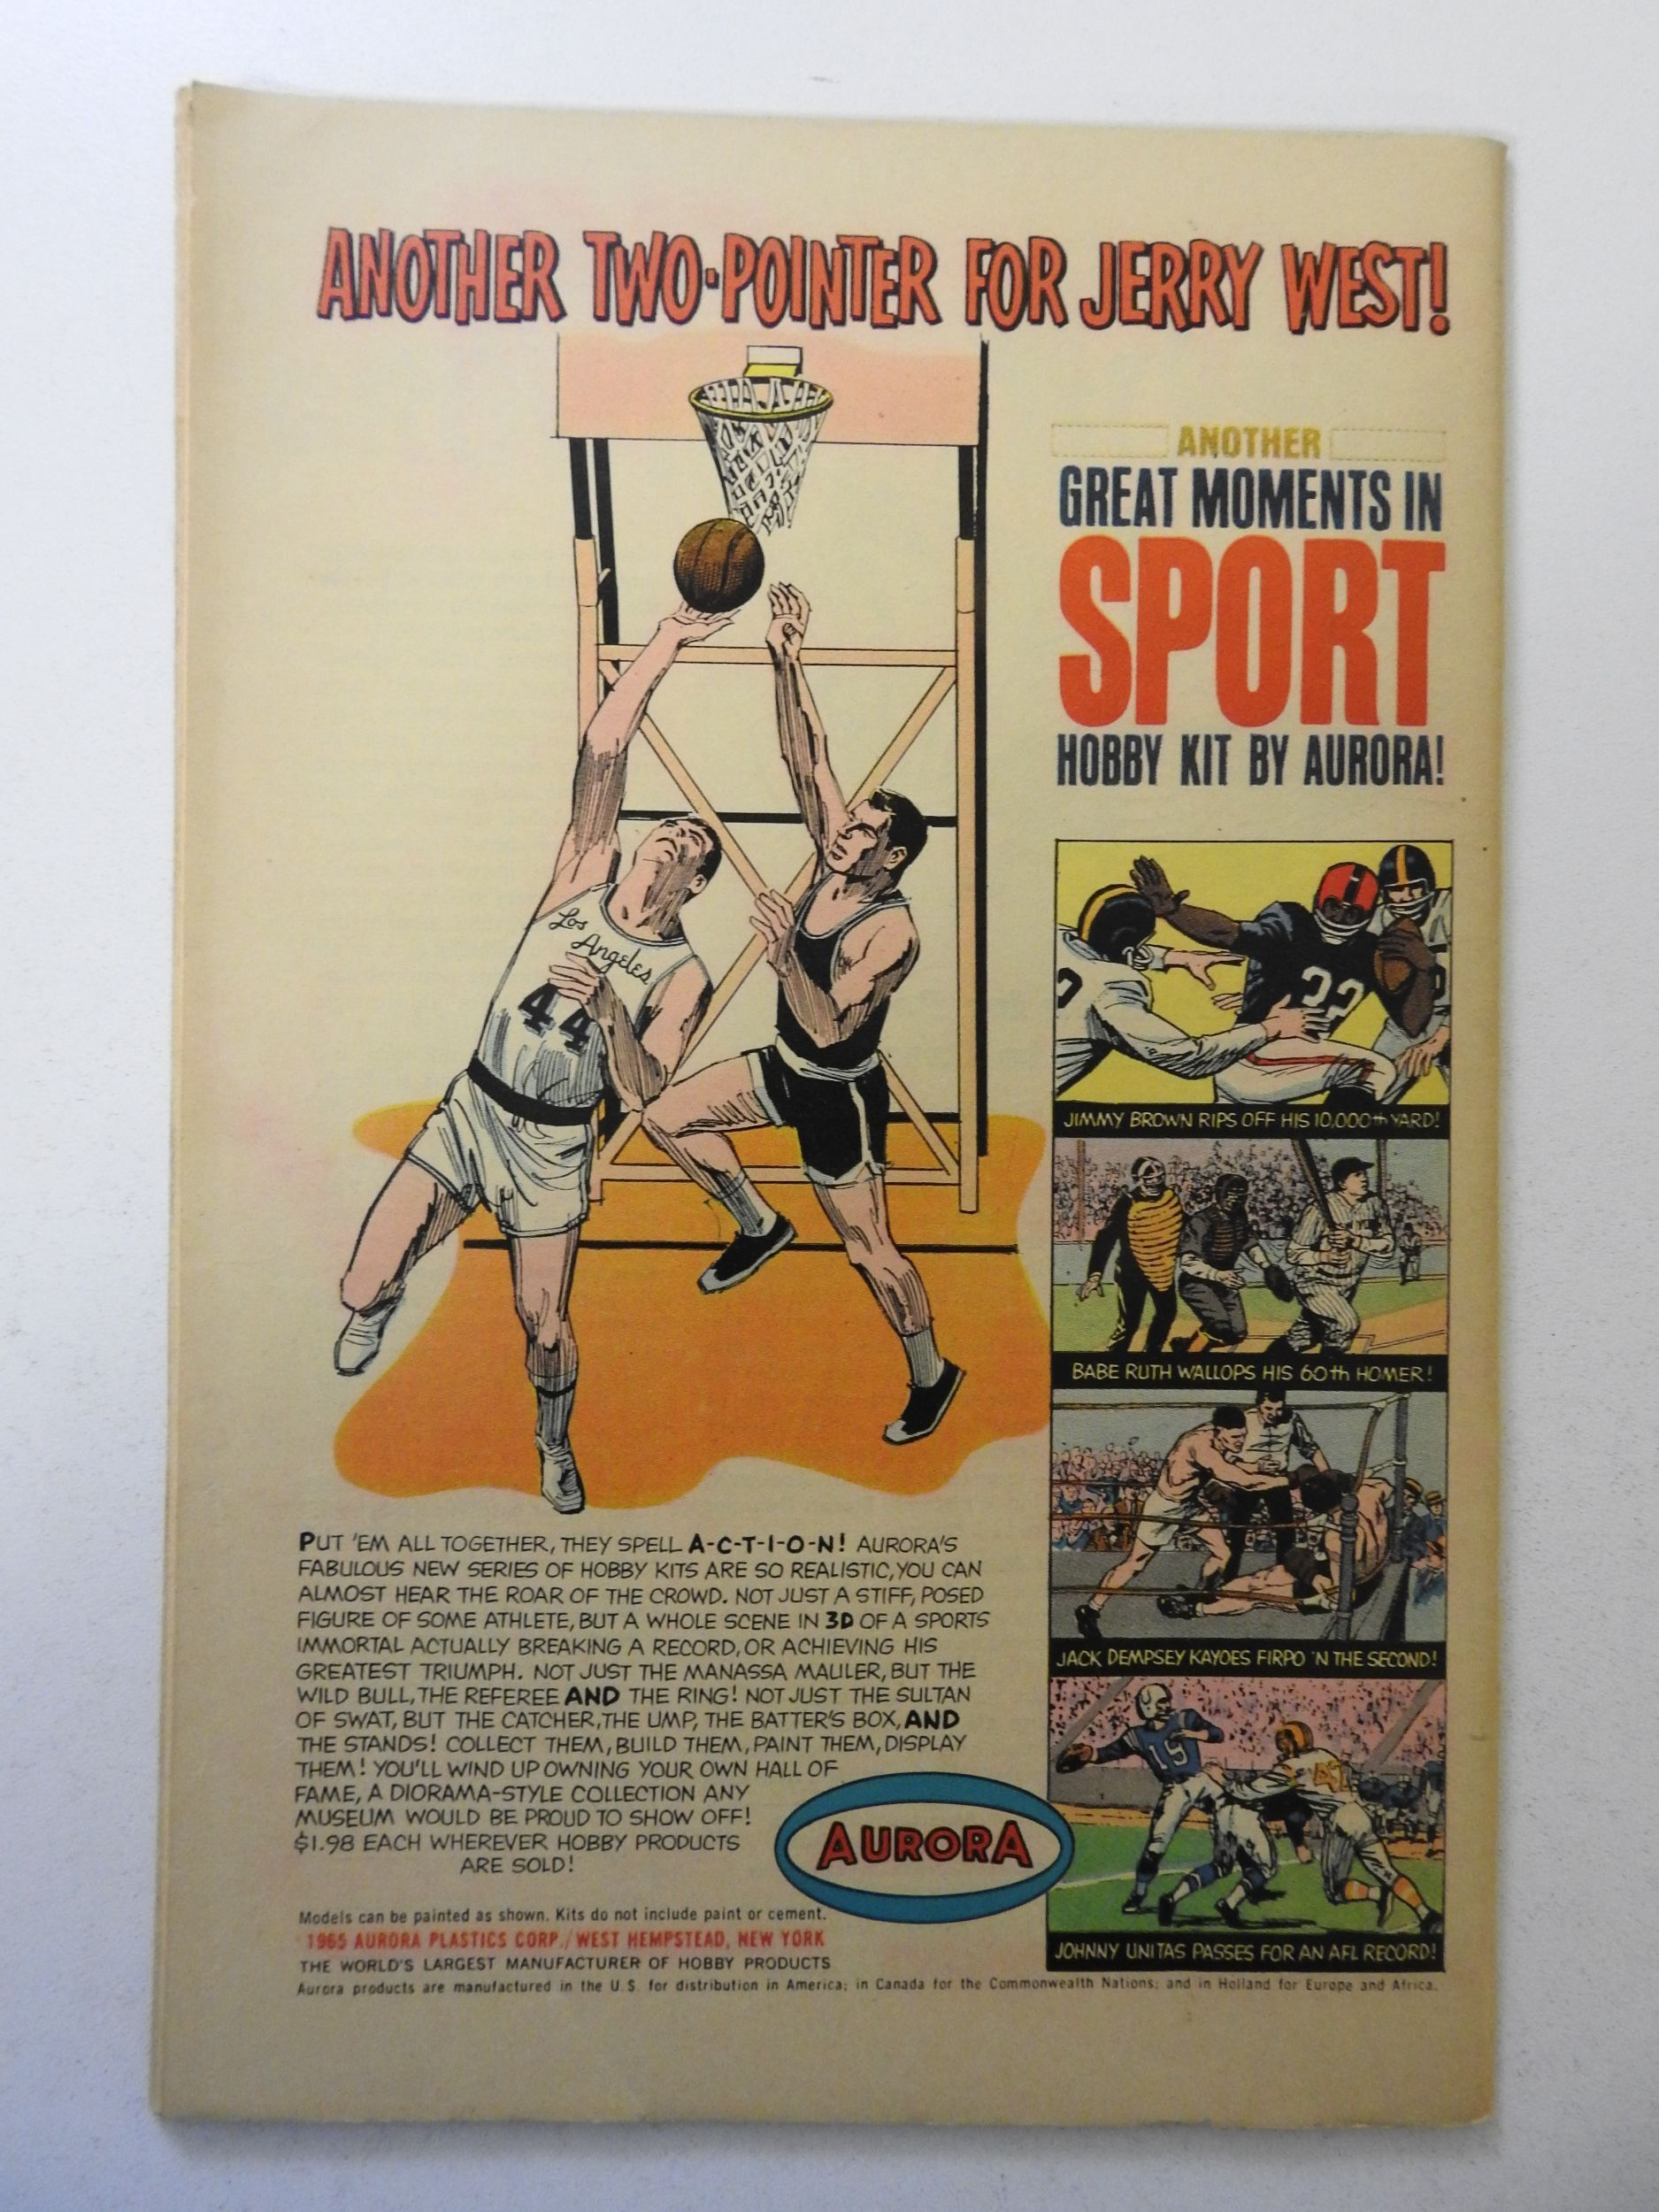 ANOTHER TWO-POINTER FOR JERRY WEST!
ANOTHER
GREAT MOMENTS IN
SPORT
HOBBY KIT BY AURORA!
Los
Angeles
44
32
JIMMY BROWN RIPS OFF HIS 10,000th YARD!
BABE RUTH WALLOPS HIS 60th HOMER!
JACK DEMPSEY KAYOES FIRPO 'N THE SECOND!
19
JOHNNY UNITAS PASSES FOR AN AFL RECORD!
PUT 'EM ALL TOGETHER, THEY SPELL A-C-T-I-O-N! AURORA'S
FABULOUS NEW SERIES OF HOBBY KITS ARE SO REALISTIC, YOU CAN
ALMOST HEAR THE ROAR OF THE CROWD. NOT JUST A STIFF, POSED
FIGURE OF SOME ATHLETE, BUT A WHOLE SCENE IN 3D OF A SPORTS
IMMORTAL ACTUALLY BREAKING A RECORD, OR ACHIEVING HIS
GREATEST TRIUMPH. NOT JUST THE MANASSA MAULER, BUT THE
WILD BULL, THE REFEREE AND THE RING! NOT JUST THE SULTAN
OF SWAT, BUT THE CATCHER, THE UMP, THE BATTER'S BOX, AND
THE STANDS! COLLECT THEM, BUILD THEM, PAINT THEM, DISPLAY
THEM! YOU'LL WIND UP OWNING YOUR OWN HALL OF
FAME, A DIORAMA-STYLE COLLECTION ANY
MUSEUM WOULD BE PROUD TO SHOW OFF!
$1.98 EACH WHEREVER HOBBY PRODUCTS
ARE SOLD!
AURORA
Models can be painted as shown. Kits do not include paint or cement.
1965 AURORA PLASTICS CORP./WEST HEMPSTEAD, NEW YORK
THE WORLD'S LARGEST MANUFACTURER OF HOBBY PRODUCTS
Aurora products are manufactured in the U.S. for distribution in America; in Canada for the Commonwealth Nations; and in Holland for Europe and Africa.